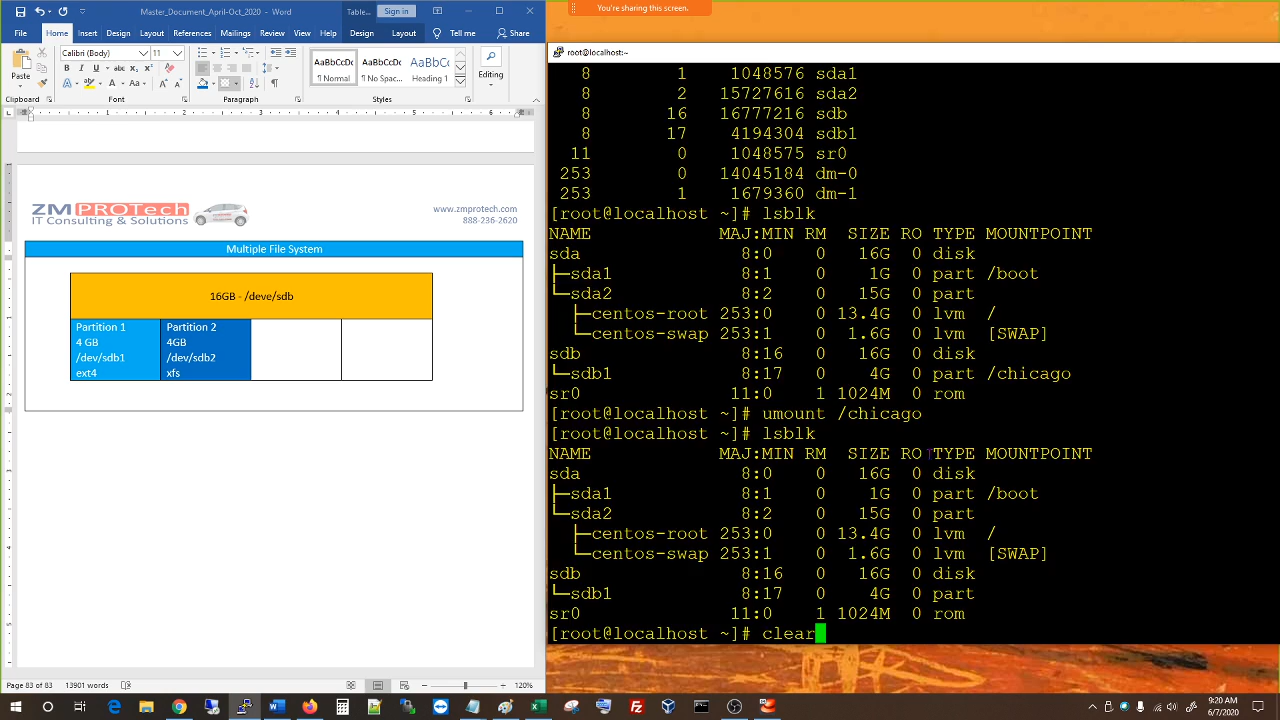 Master_Document_April-Oct_2020 - Word
Table...
Sign in
File
Home
Insert
Design
Layout
References
Mailings
Review
View
Help
Design
Layout
Tell me
Share
Paste
Clipboard
Calibri (Body)
11
Font
Paragraph
AaBbCcDc
¶ Normal
AaBbCcDc
¶ No Spac...
AaBbCc
Heading 1
Styles
Editing
ZMPROTech
IT Consulting & Solutions
www.zmprotech.com
888-236-2620
Multiple File System
16GB - /deve/sdb
Partition 1
4 GB
/dev/sdb1
ext4
Partition 2
4GB
/dev/sdb2
xfs
Page 83 of 83
13901 words
120%
You're sharing this screen.
root@localhost:~
8 1 1048576 sda1
8 2 15727616 sda2
8 16 16777216 sdb
8 17 4194304 sdb1
11 0 1048575 sr0
253 0 14045184 dm-0
253 1 1679360 dm-1
[root@localhost ~]# lsblk
NAME MAJ:MIN RM SIZE RO TYPE MOUNTPOINT
sda 8:0 0 16G 0 disk
├─sda1 8:1 0 1G 0 part /boot
└─sda2 8:2 0 15G 0 part
├─centos-root 253:0 0 13.4G 0 lvm /
└─centos-swap 253:1 0 1.6G 0 lvm [SWAP]
sdb 8:16 0 16G 0 disk
└─sdb1 8:17 0 4G 0 part /chicago
sr0 11:0 1 1024M 0 rom
[root@localhost ~]# umount /chicago
[root@localhost ~]# lsblk
NAME MAJ:MIN RM SIZE RO TYPE MOUNTPOINT
sda 8:0 0 16G 0 disk
├─sda1 8:1 0 1G 0 part /boot
└─sda2 8:2 0 15G 0 part
├─centos-root 253:0 0 13.4G 0 lvm /
└─centos-swap 253:1 0 1.6G 0 lvm [SWAP]
sdb 8:16 0 16G 0 disk
└─sdb1 8:17 0 4G 0 part
sr0 11:0 1 1024M 0 rom
[root@localhost ~]# clear
9:20 AM
6/7/2020